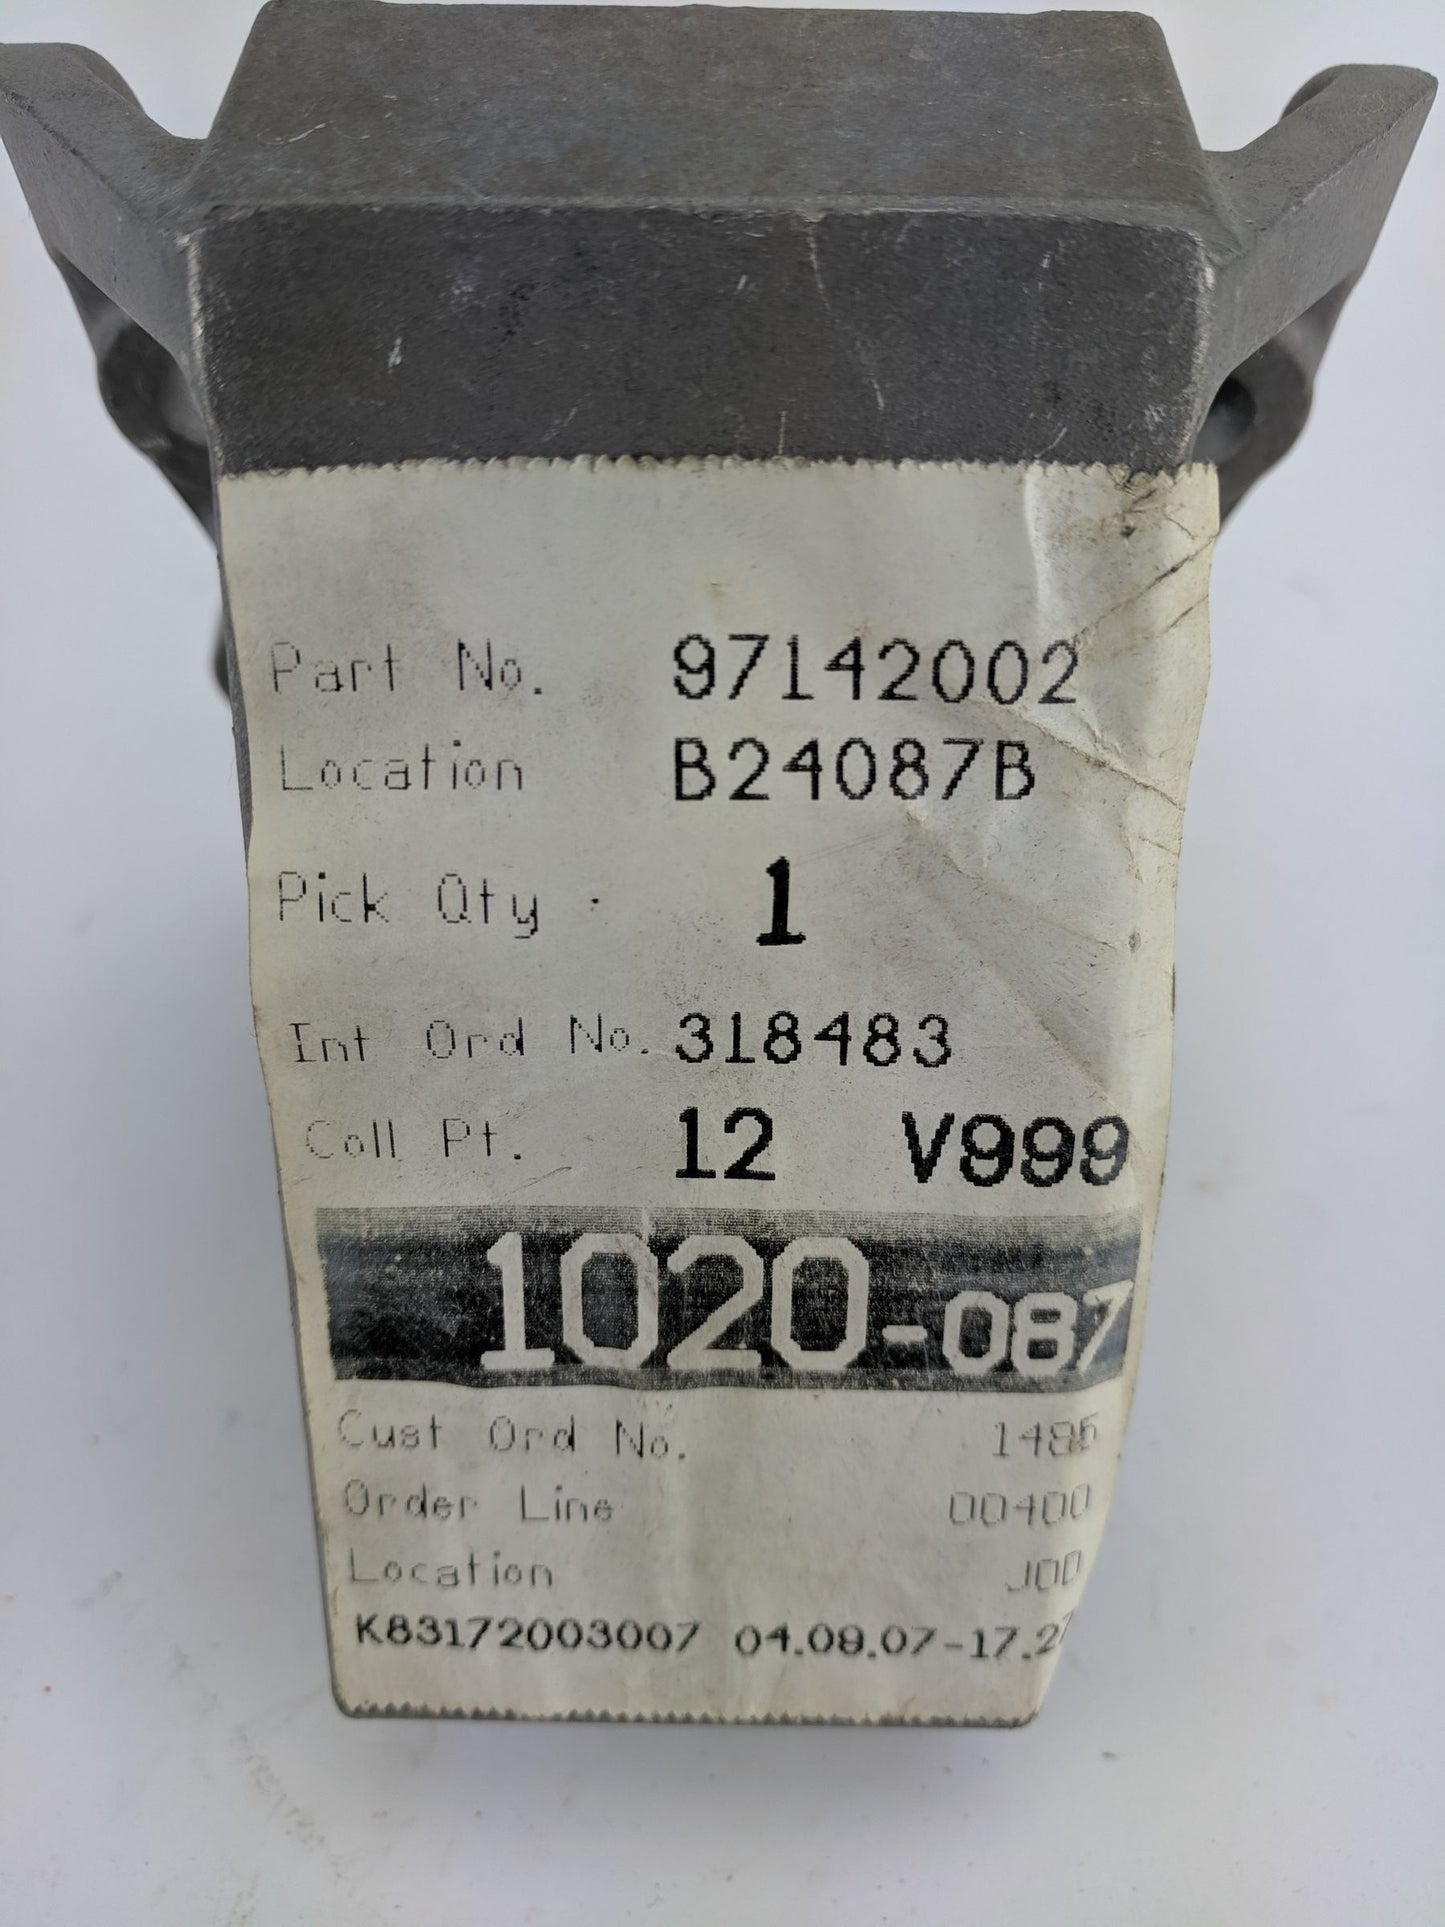 Part No. 97142002
Location B24087B
Pick Qty 1
Int Ord No. 318483
Coll Pt. 12 V999
1020-087
Cust Ord No.
Order Line 00400
Location J00
K83172003007 04.09.07-17.2